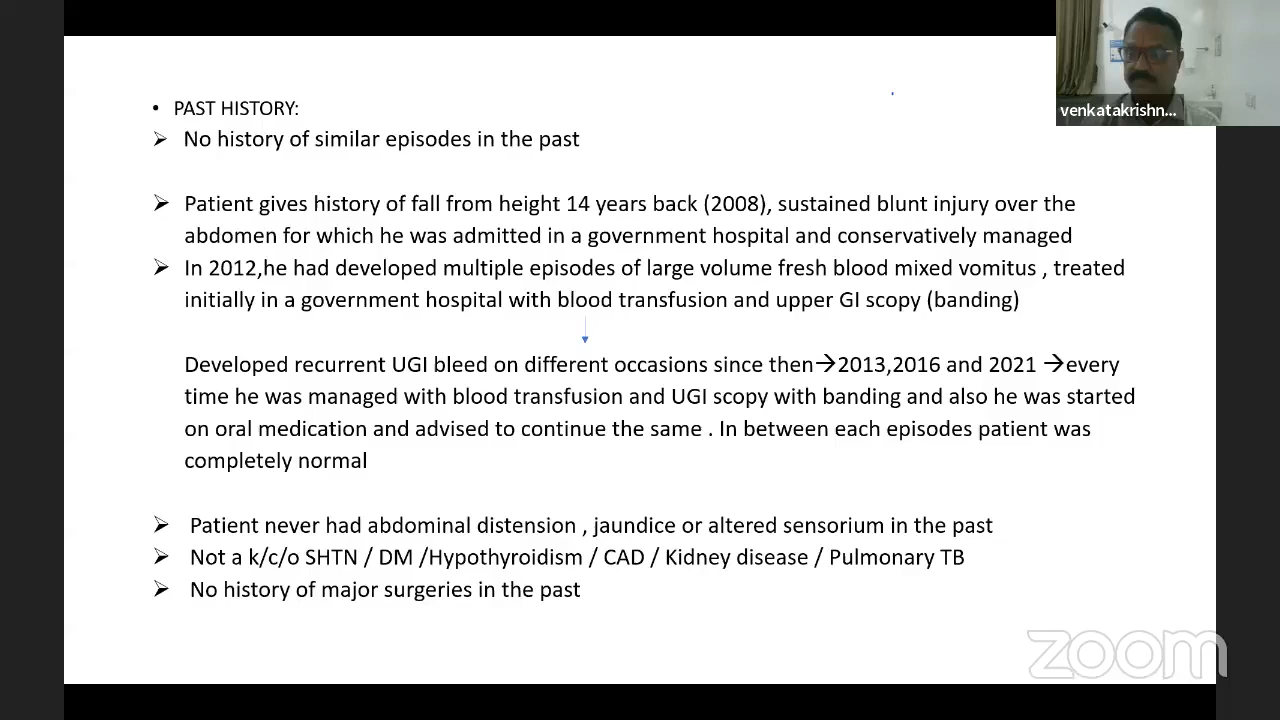 venkatakrishn...
• PAST HISTORY:
➢ No history of similar episodes in the past
➢ Patient gives history of fall from height 14 years back (2008), sustained blunt injury over the
abdomen for which he was admitted in a government hospital and conservatively managed
➢ In 2012,he had developed multiple episodes of large volume fresh blood mixed vomitus , treated
initially in a government hospital with blood transfusion and upper GI scopy (banding)
Developed recurrent UGI bleed on different occasions since then→2013,2016 and 2021 →every
time he was managed with blood transfusion and UGI scopy with banding and also he was started
on oral medication and advised to continue the same . In between each episodes patient was
completely normal
➢ Patient never had abdominal distension , jaundice or altered sensorium in the past
➢ Not a k/c/o SHTN / DM /Hypothyroidism / CAD / Kidney disease / Pulmonary TB
➢ No history of major surgeries in the past
zoom